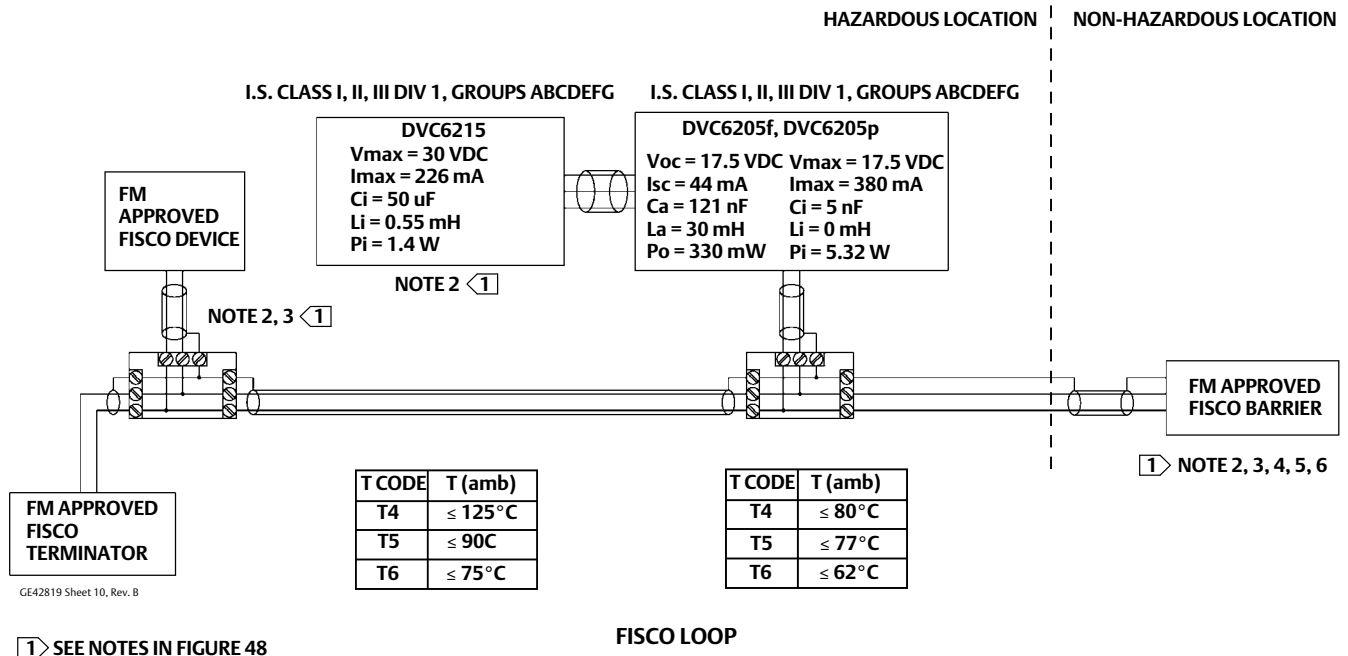 HAZARDOUS LOCATION
NON-HAZARDOUS LOCATION
I.S. CLASS I, II, III DIV 1, GROUPS ABCDEFG
I.S. CLASS I, II, III DIV 1, GROUPS ABCDEFG
DVC6215
Vmax = 30 VDC
Imax = 226 mA
Ci = 50 uF
Li = 0.55 mH
Pi = 1.4 W
DVC6205f, DVC6205p
Voc = 17.5 VDC Vmax = 17.5 VDC
Isc = 44 mA Imax = 380 mA
Ca = 121 nF Ci = 5 nF
La = 30 mH Li = 0 mH
Po = 330 mW Pi = 5.32 W
FM
APPROVED
FISCO DEVICE
NOTE 2 1
NOTE 2, 3 1
FM APPROVED
FISCO BARRIER
1 NOTE 2, 3, 4, 5, 6
FM APPROVED
FISCO
TERMINATOR
T CODE T (amb)
T4 ≤ 125°C
T5 ≤ 90C
T6 ≤ 75°C
T CODE T (amb)
T4 ≤ 80°C
T5 ≤ 77°C
T6 ≤ 62°C
GE42819 Sheet 10, Rev. B
1 SEE NOTES IN FIGURE 48
FISCO LOOP